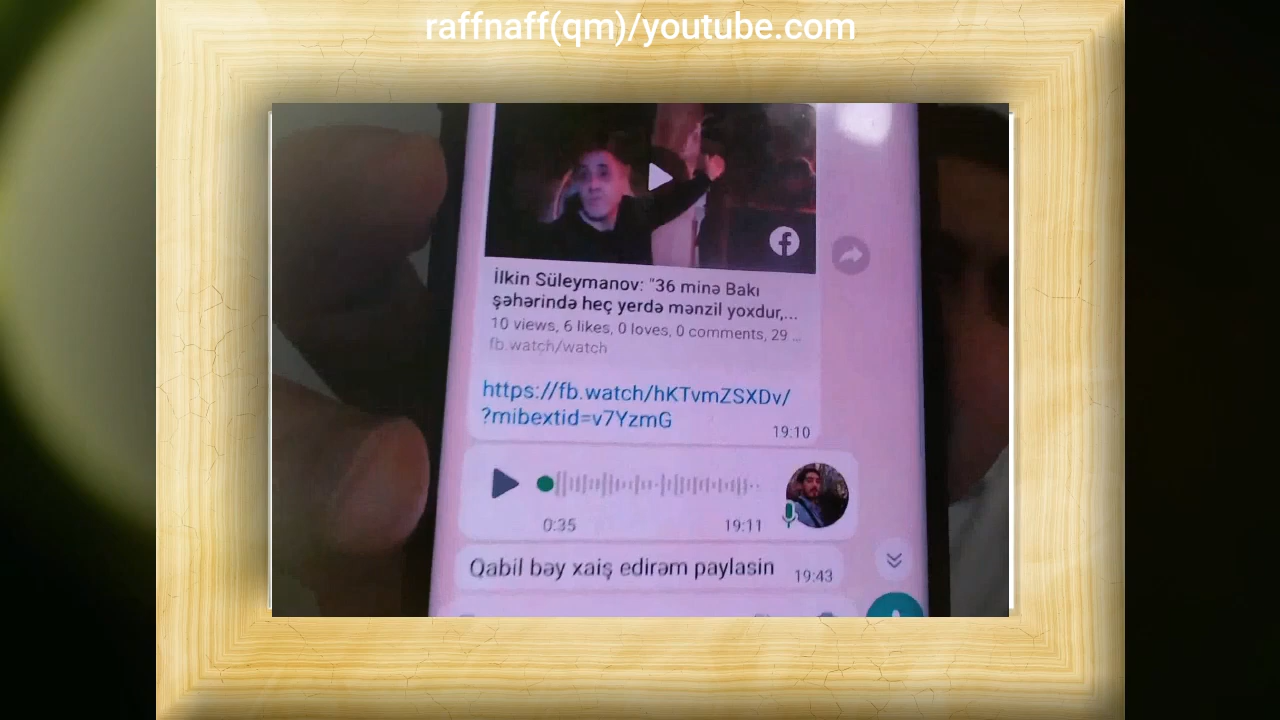 raffnaff(qm)/youtube.com
İlkin Süleymanov: "36 minə Bakı
şəhərində heç yerdə mənzil yoxdur,...
10 views, 6 likes, 0 loves, 0 comments, 29 ...
fb.watch/watch
https://fb.watch/hKTvmZSXDv/
?mibextid=v7YzmG
19:10
0:35
19:11
Qabil bəy xaiş edirəm paylasin
19:43